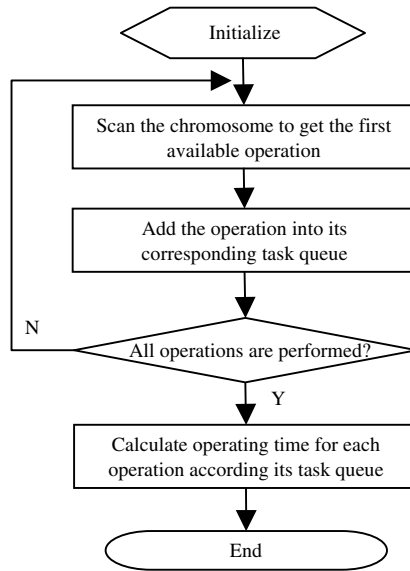 Initialize
Scan the chromosome to get the first
available operation
Add the operation into its
corresponding task queue
All operations are performed?
N
Y
Calculate operating time for each
operation according its task queue
End